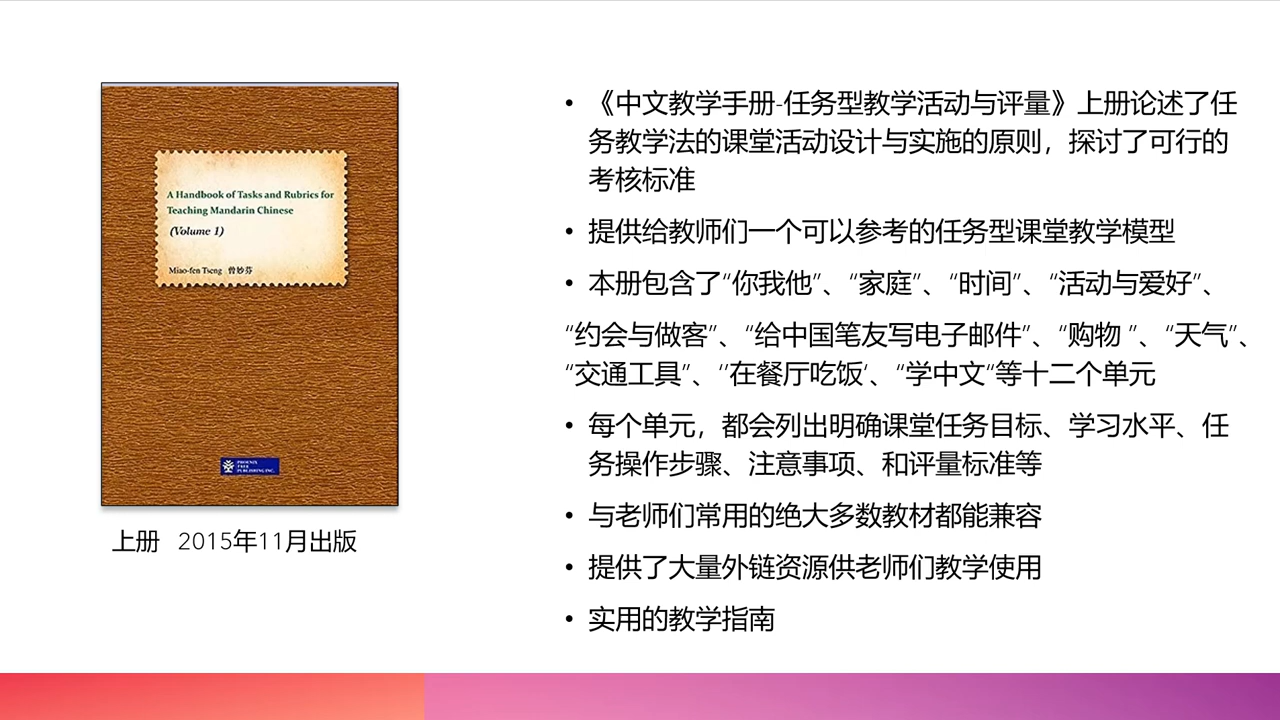 A Handbook of Tasks and Rubrics for
Teaching Mandarin Chinese
(Volume 1)
Miao-fen Tseng 曾妙芬
PHOENIX
TREE
PUBLISHING INC.
上册 2015年11月出版
• 《中文教学手册-任务型教学活动与评量》上册论述了任
务教学法的课堂活动设计与实施的原则，探讨了可行的
考核标准
• 提供给教师们一个可以参考的任务型课堂教学模型
• 本册包含了“你我他”、“家庭”、“时间”、“活动与爱好”、
“约会与做客”、“给中国笔友写电子邮件”、“购物 ”、“天气”、
“交通工具”、‘’在餐厅吃饭’、“学中文“等十二个单元
• 每个单元，都会列出明确课堂任务目标、学习水平、任
务操作步骤、注意事项、和评量标准等
• 与老师们常用的绝大多数教材都能兼容
• 提供了大量外链资源供老师们教学使用
• 实用的教学指南